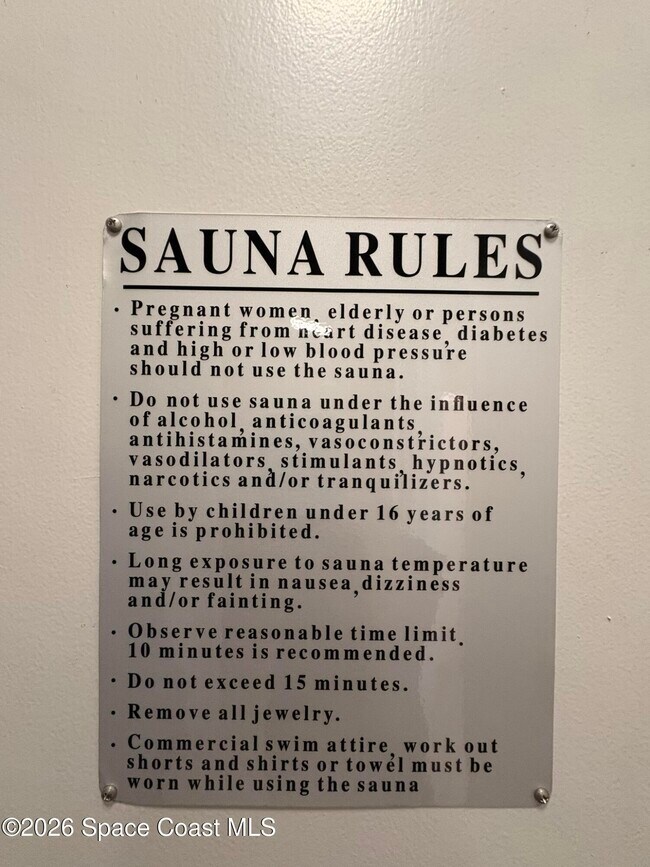 SAUNA RULES
· Pregnant women, elderly or persons
suffering from heart disease, diabetes
and high or low blood pressure
should not use the sauna.
· Do not use sauna under the influence
of alcohol, anticoagulants,
antihistamines, vasoconstrictors,
vasodilators, stimulants, hypnotics,
narcotics and/or tranquilizers.
· Use by children under 16 years of
age is prohibited.
· Long exposure to sauna temperature
may result in nausea,dizziness
and/or fainting.
· Observe reasonable time limit.
10 minutes is recommended.
· Do not exceed 15 minutes.
· Remove all jewelry.
· Commercial swim attire, work out
shorts and shirts or towel must be
worn while using the sauna
©2026 Space Coast MLS